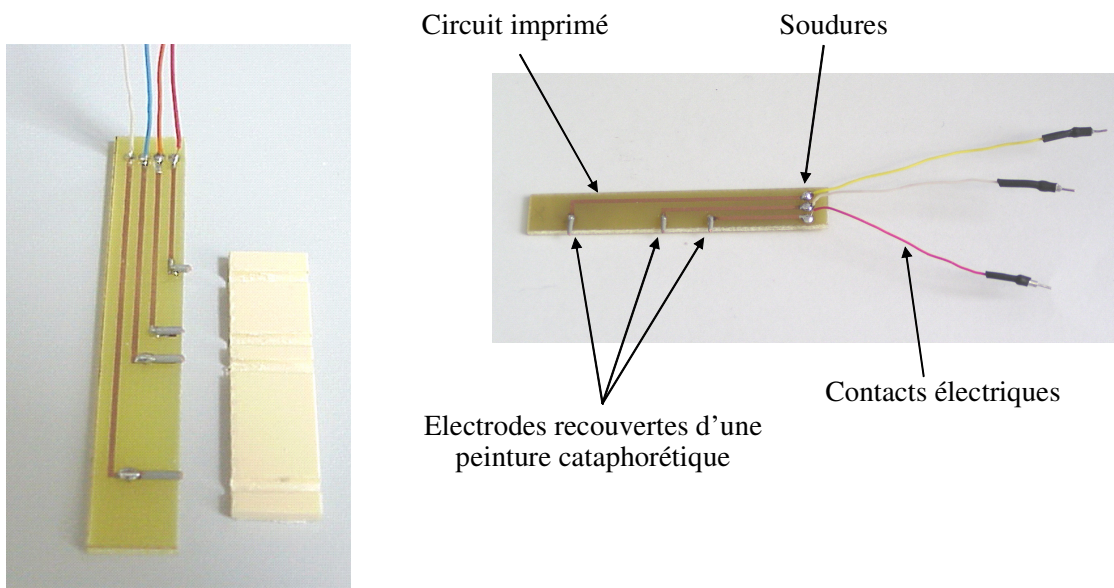 Circuit imprimé
Soudures
Contacts électriques
Electrodes recouvertes d’une
peinture cataphorétique